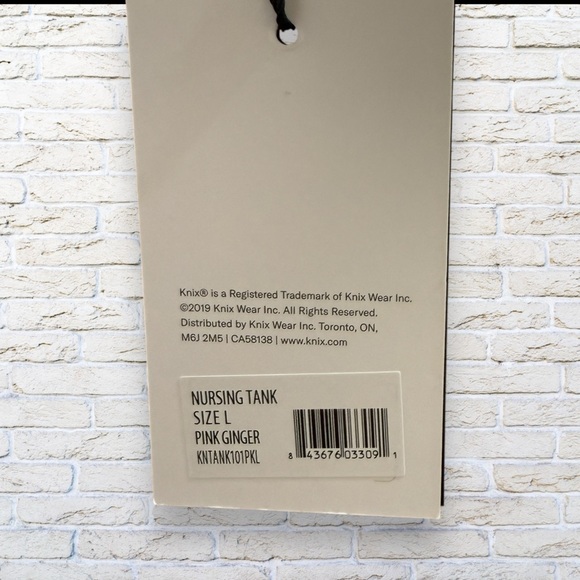 Knix® is a Registered Trademark of Knix Wear Inc.
©2019 Knix Wear Inc. All Rights Reserved.
Distributed by Knix Wear Inc. Toronto, ON,
M6J 2M5 | CA58138 | www.knix.com
NURSING TANK
SIZE L
PINK GINGER
KNTANK101PKL
8 43676 03309 1